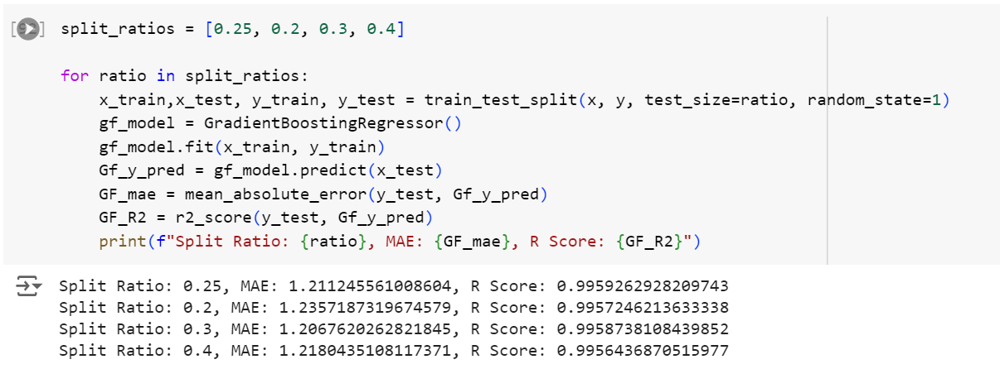 [92] split_ratios = [0.25, 0.2, 0.3, 0.4]
for ratio in split_ratios:
x_train,x_test, y_train, y_test = train_test_split(x, y, test_size=ratio, random_state=1)
gf_model = GradientBoostingRegressor()
gf_model.fit(x_train, y_train)
Gf_y_pred = gf_model.predict(x_test)
GF_mae = mean_absolute_error(y_test, Gf_y_pred)
GF_R2 = r2_score(y_test, Gf_y_pred)
print(f"Split Ratio: {ratio}, MAE: {GF_mae}, R Score: {GF_R2}")
Split Ratio: 0.25, MAE: 1.211245561008604, R Score: 0.9959262928209743
Split Ratio: 0.2, MAE: 1.2357187319674579, R Score: 0.9957246213633338
Split Ratio: 0.3, MAE: 1.2067620262821845, R Score: 0.9958738108439852
Split Ratio: 0.4, MAE: 1.2180435108117371, R Score: 0.9956436870515977